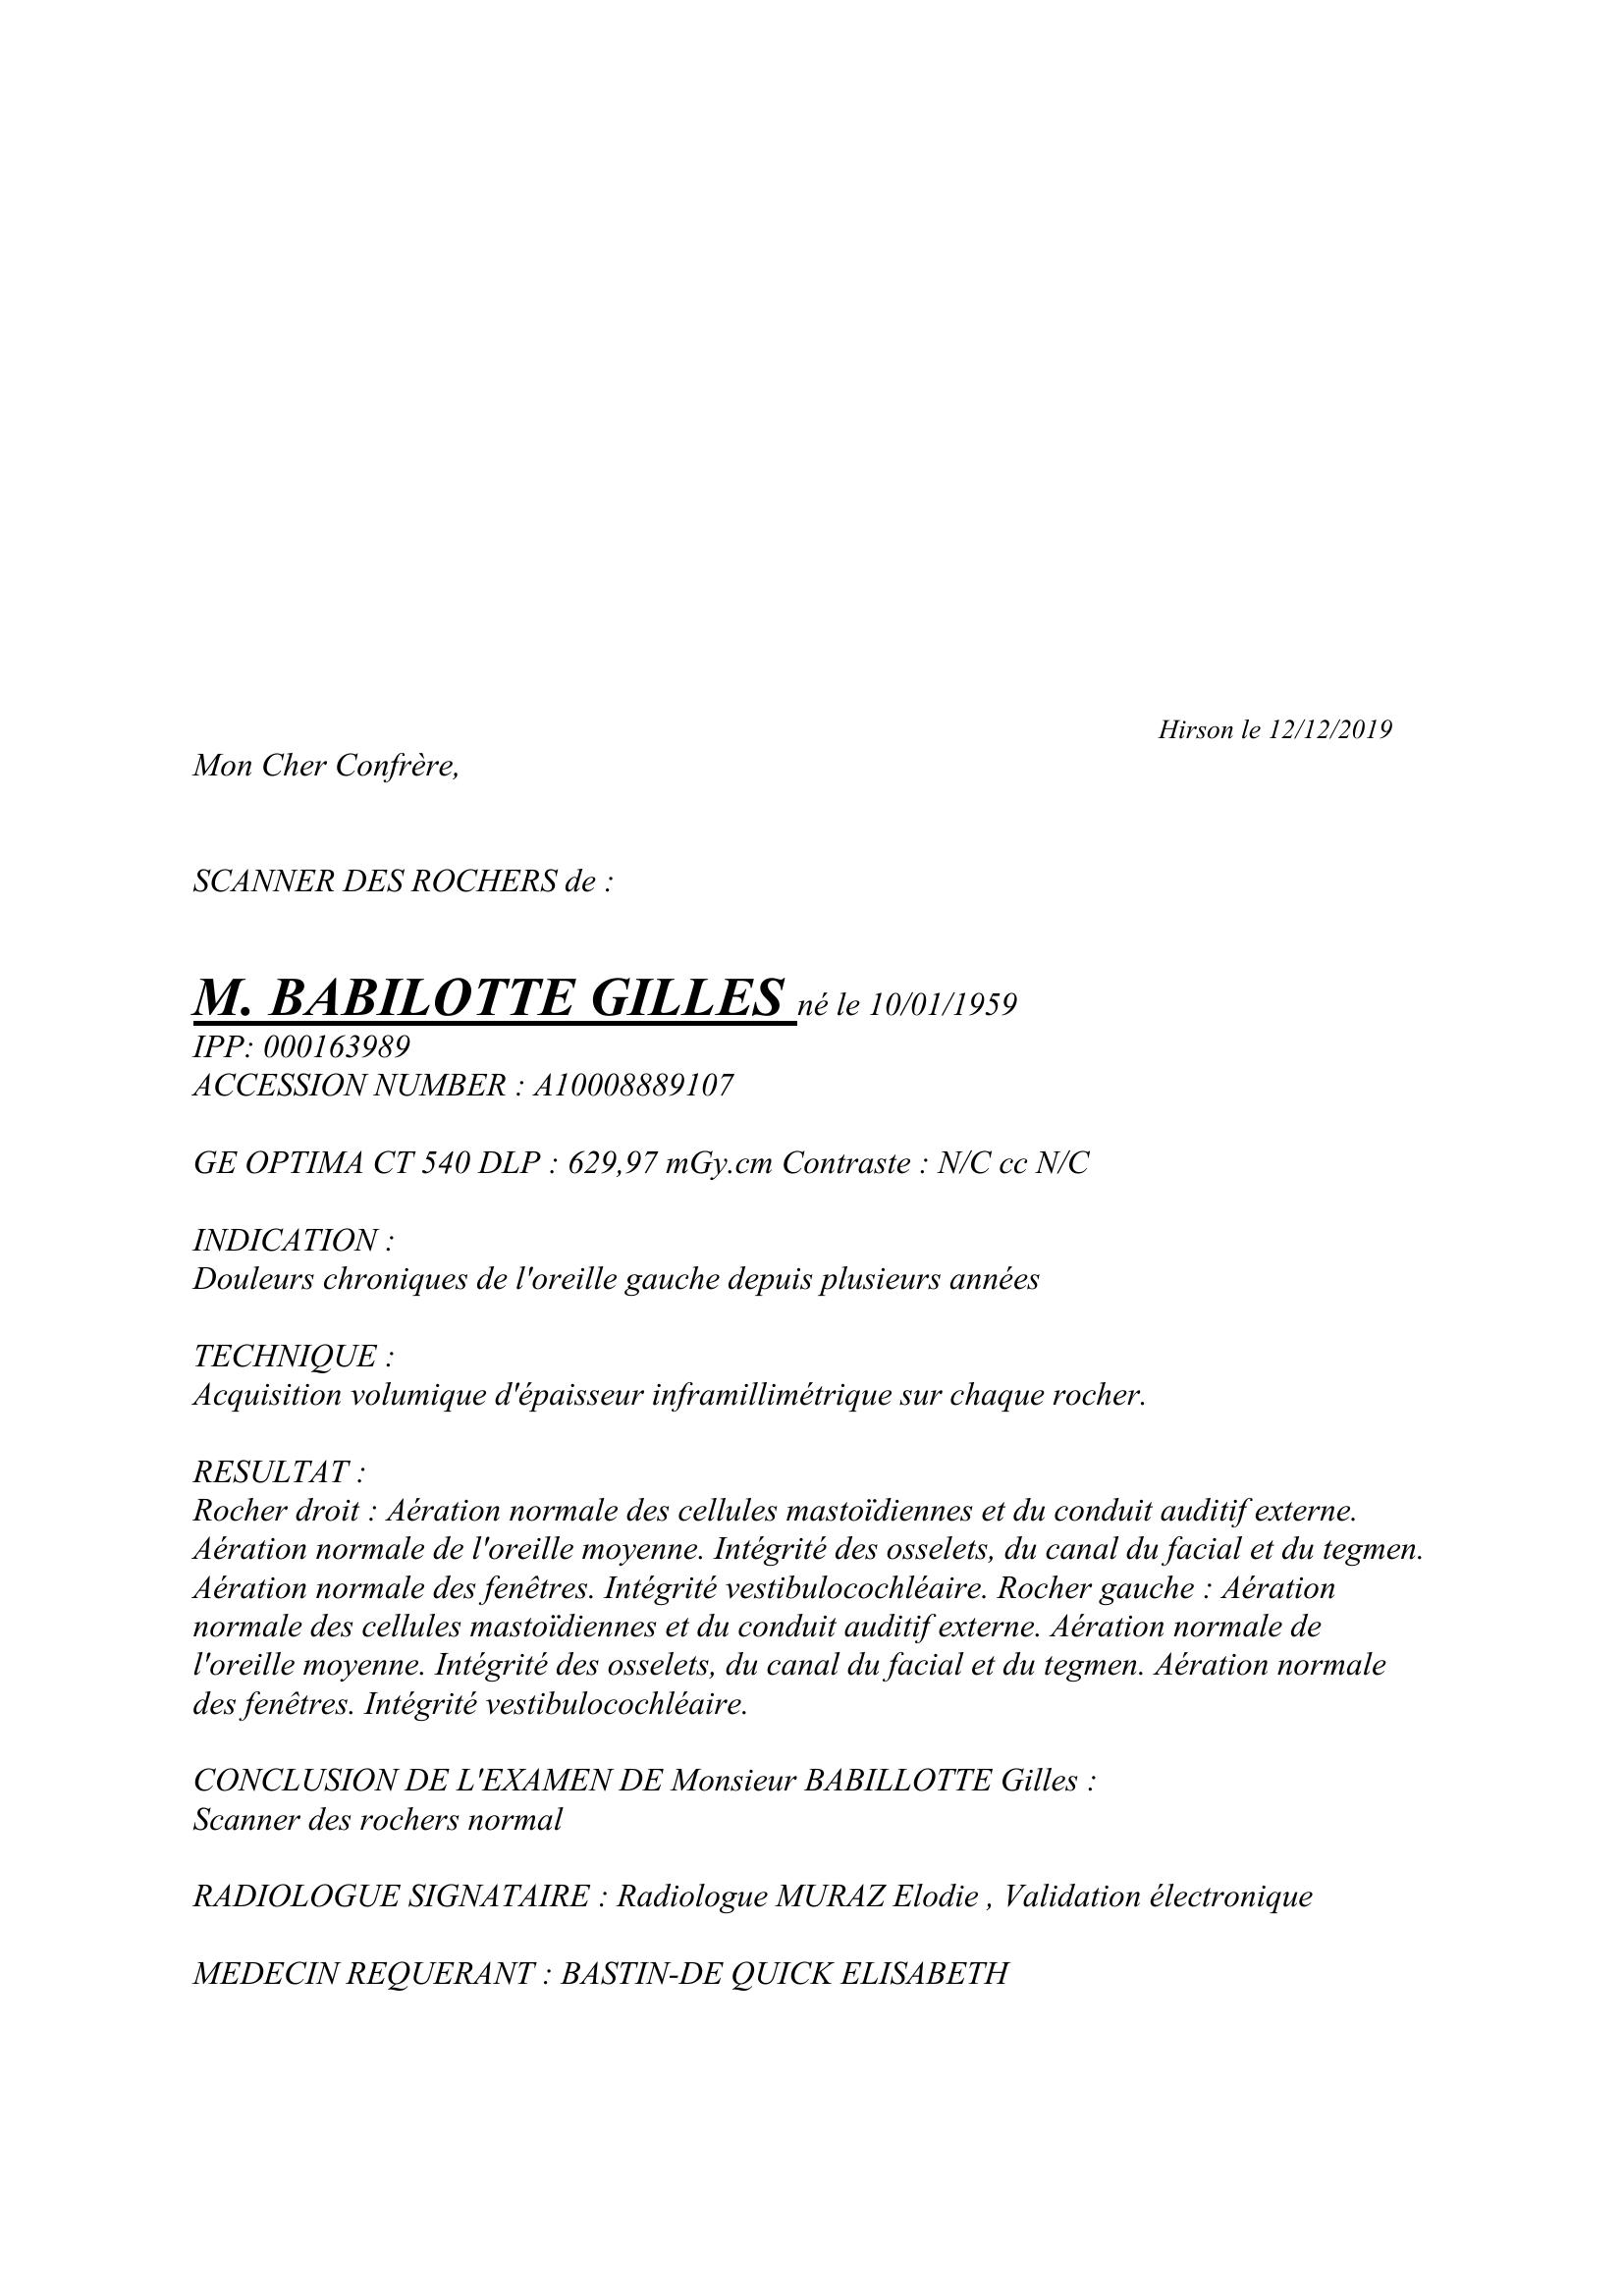 Hirson le 12/12/2019
Mon Cher Confrère,
SCANNER DES ROCHERS de :
M. BABILOTTE GILLES né le 10/01/1959
IPP: 000163989
ACCESSION NUMBER : A10008889107
GE OPTIMA CT 540 DLP : 629,97 mGy.cm Contraste : N/C cc N/C
INDICATION :
Douleurs chroniques de l'oreille gauche depuis plusieurs années
TECHNIQUE :
Acquisition volumique d'épaisseur inframillimétrique sur chaque rocher.
RESULTAT :
Rocher droit : Aération normale des cellules mastoïdiennes et du conduit auditif externe.
Aération normale de l'oreille moyenne. Intégrité des osselets, du canal du facial et du tegmen.
Aération normale des fenêtres. Intégrité vestibulocochléaire. Rocher gauche : Aération
normale des cellules mastoïdiennes et du conduit auditif externe. Aération normale de
l'oreille moyenne. Intégrité des osselets, du canal du facial et du tegmen. Aération normale
des fenêtres. Intégrité vestibulocochléaire.
CONCLUSION DE L'EXAMEN DE Monsieur BABILLOTTE Gilles :
Scanner des rochers normal
RADIOLOGUE SIGNATAIRE : Radiologue MURAZ Elodie , Validation électronique
MEDECIN REQUERANT : BASTIN-DE QUICK ELISABETH